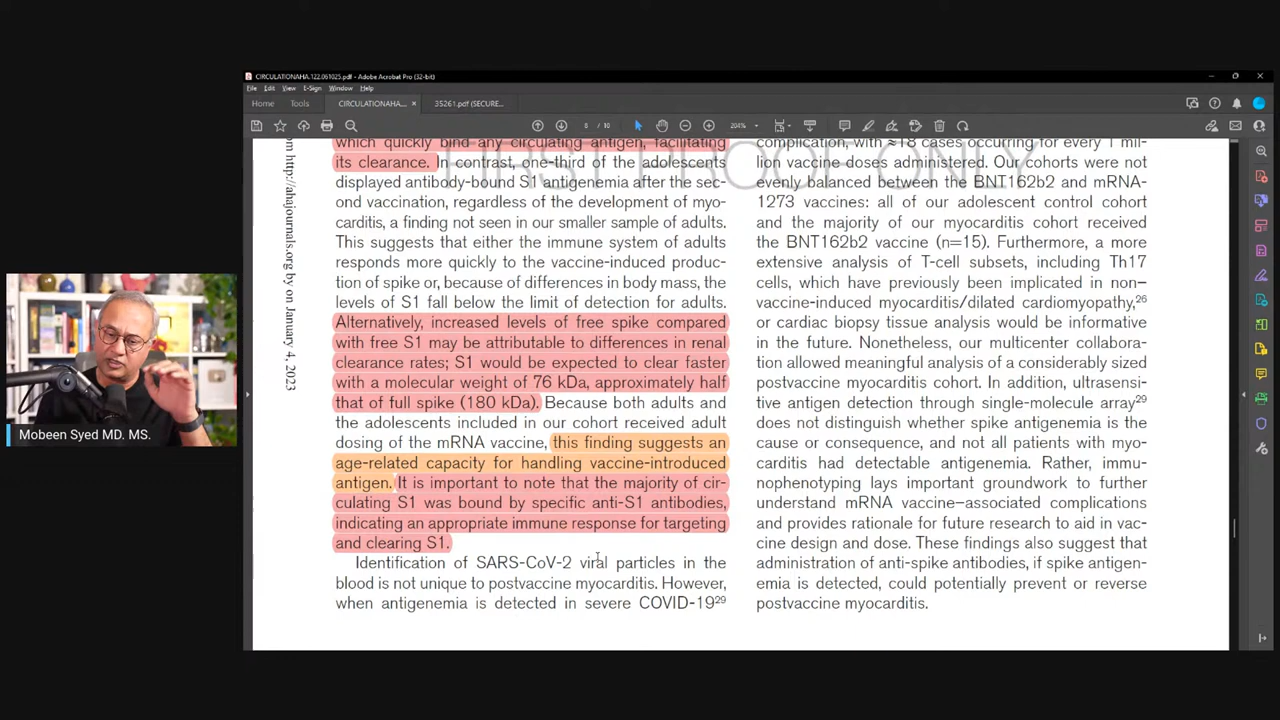 CIRCULATIONAHA.122.061025.pdf - Adobe Acrobat Pro (32-bit)
File Edit View E-Sign Window Help
Home Tools CIRCULATIONAHA... × 35261.pdf (SECURE...
8 / 10 204%
FIRST PROOF ONLY
from http://ahajournals.org by on January 4, 2023
which quickly bind any circulating antigen, facilitating
its clearance. In contrast, one-third of the adolescents
displayed antibody-bound S1 antigenemia after the sec-
ond vaccination, regardless of the development of myo-
carditis, a finding not seen in our smaller sample of adults.
This suggests that either the immune system of adults
responds more quickly to the vaccine-induced produc-
tion of spike or, because of differences in body mass, the
levels of S1 fall below the limit of detection for adults.
Alternatively, increased levels of free spike compared
with free S1 may be attributable to differences in renal
clearance rates; S1 would be expected to clear faster
with a molecular weight of 76 kDa, approximately half
that of full spike (180 kDa). Because both adults and
the adolescents included in our cohort received adult
dosing of the mRNA vaccine, this finding suggests an
age-related capacity for handling vaccine-introduced
antigen. It is important to note that the majority of cir-
culating S1 was bound by specific anti-S1 antibodies,
indicating an appropriate immune response for targeting
and clearing S1.
Identification of SARS-CoV-2 viral particles in the
blood is not unique to postvaccine myocarditis. However,
when antigenemia is detected in severe COVID-19²⁹
complication, with ≈18 cases occurring for every 1 mil-
lion vaccine doses administered. Our cohorts were not
evenly balanced between the BNT162b2 and mRNA-
1273 vaccines: all of our adolescent control cohort
and the majority of our myocarditis cohort received
the BNT162b2 vaccine (n=15). Furthermore, a more
extensive analysis of T-cell subsets, including Th17
cells, which have previously been implicated in non–
vaccine-induced myocarditis/dilated cardiomyopathy,²⁶
or cardiac biopsy tissue analysis would be informative
in the future. Nonetheless, our multicenter collabora-
tion allowed meaningful analysis of a considerably sized
postvaccine myocarditis cohort. In addition, ultrasensi-
tive antigen detection through single-molecule array²⁹
does not distinguish whether spike antigenemia is the
cause or consequence, and not all patients with myo-
carditis had detectable antigenemia. Rather, immu-
nophenotyping lays important groundwork to further
understand mRNA vaccine–associated complications
and provides rationale for future research to aid in vac-
cine design and dose. These findings also suggest that
administration of anti-spike antibodies, if spike antigen-
emia is detected, could potentially prevent or reverse
postvaccine myocarditis.
Mobeen Syed MD. MS.